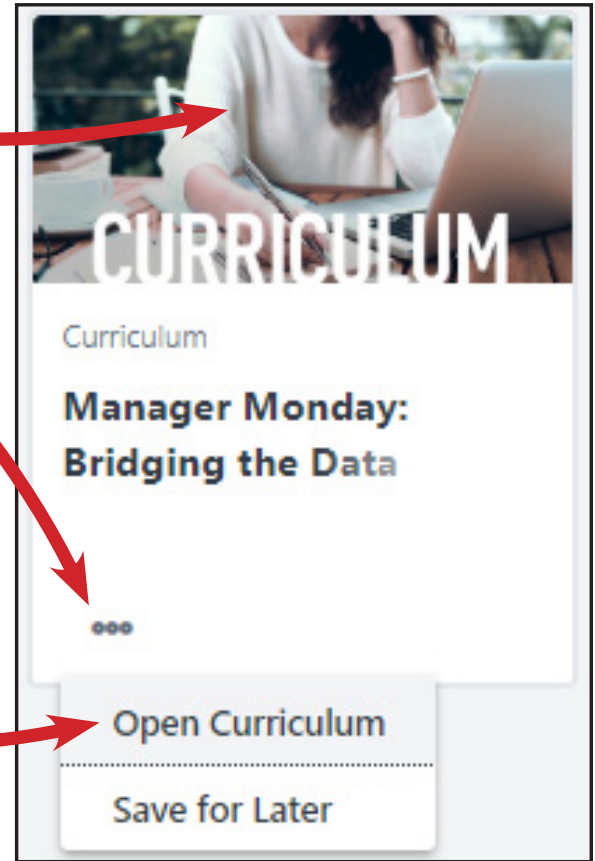 CURRICULUM
Curriculum
Manager Monday:
Bridging the Data
Open Curriculum
Save for Later